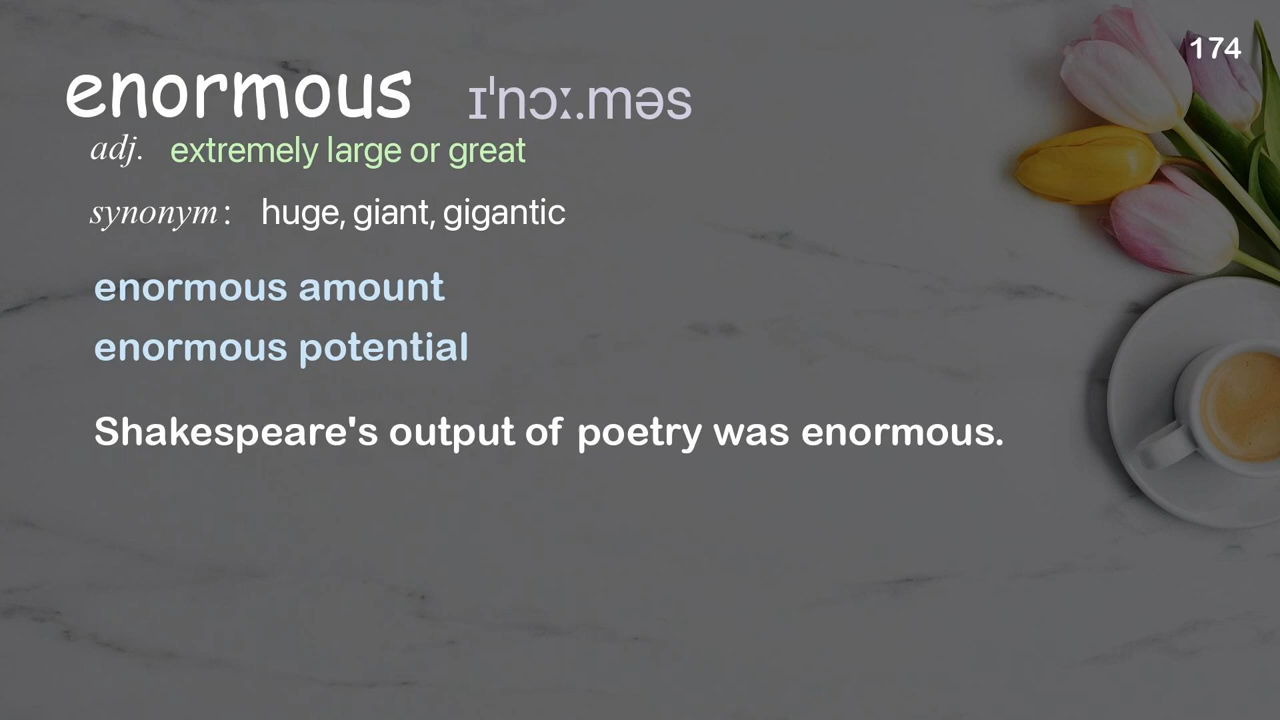 174
enormous ɪˈnɔː.məs
adj. extremely large or great
synonym: huge, giant, gigantic
enormous amount
enormous potential
Shakespeare's output of poetry was enormous.